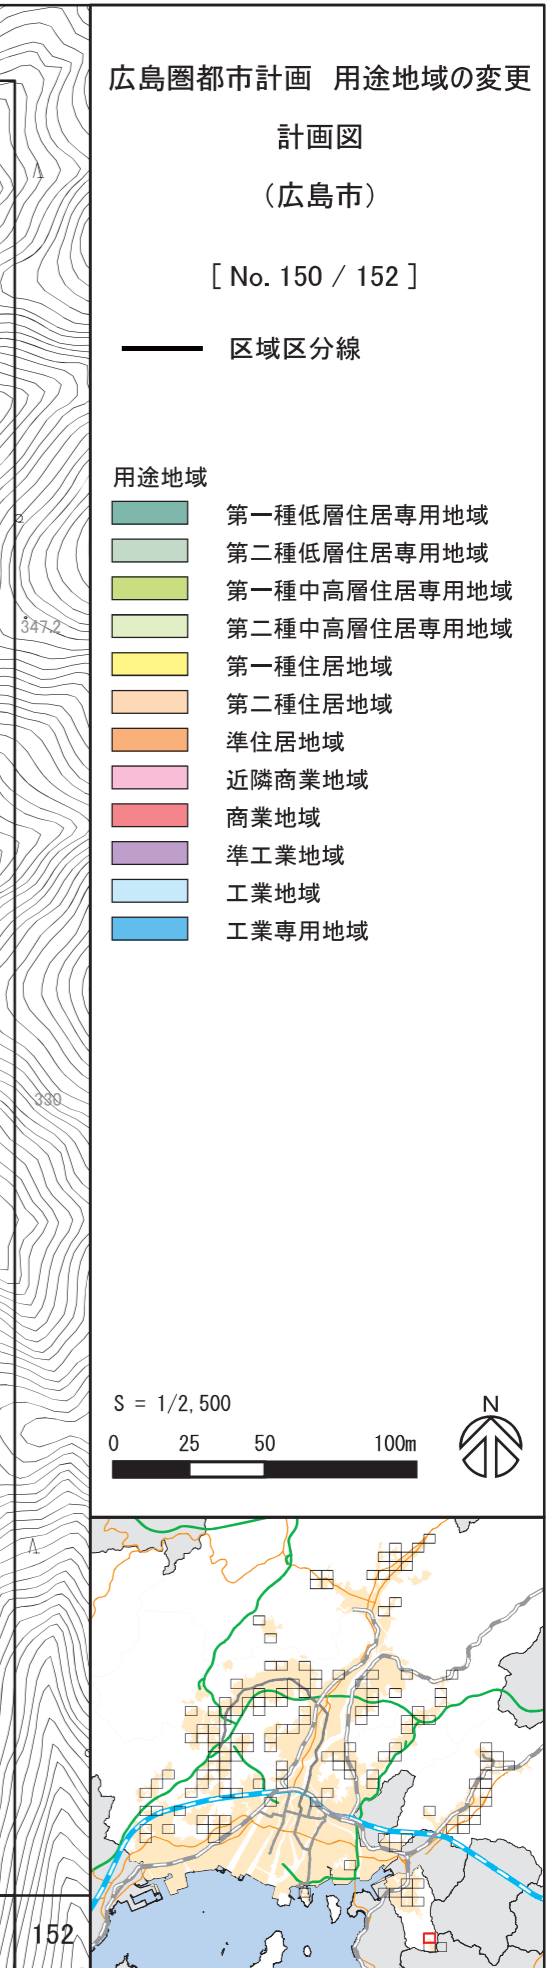 広島圏都市計画 用途地域の変更
計画図
（広島市）
[ No. 150 / 152 ]
区域区分線
用途地域
第一種低層住居専用地域
第二種低層住居専用地域
第一種中高層住居専用地域
第二種中高層住居専用地域
第一種住居地域
第二種住居地域
準住居地域
近隣商業地域
商業地域
準工業地域
工業地域
工業専用地域
347.2
330
S = 1/2,500
N
0 25 50 100m
152